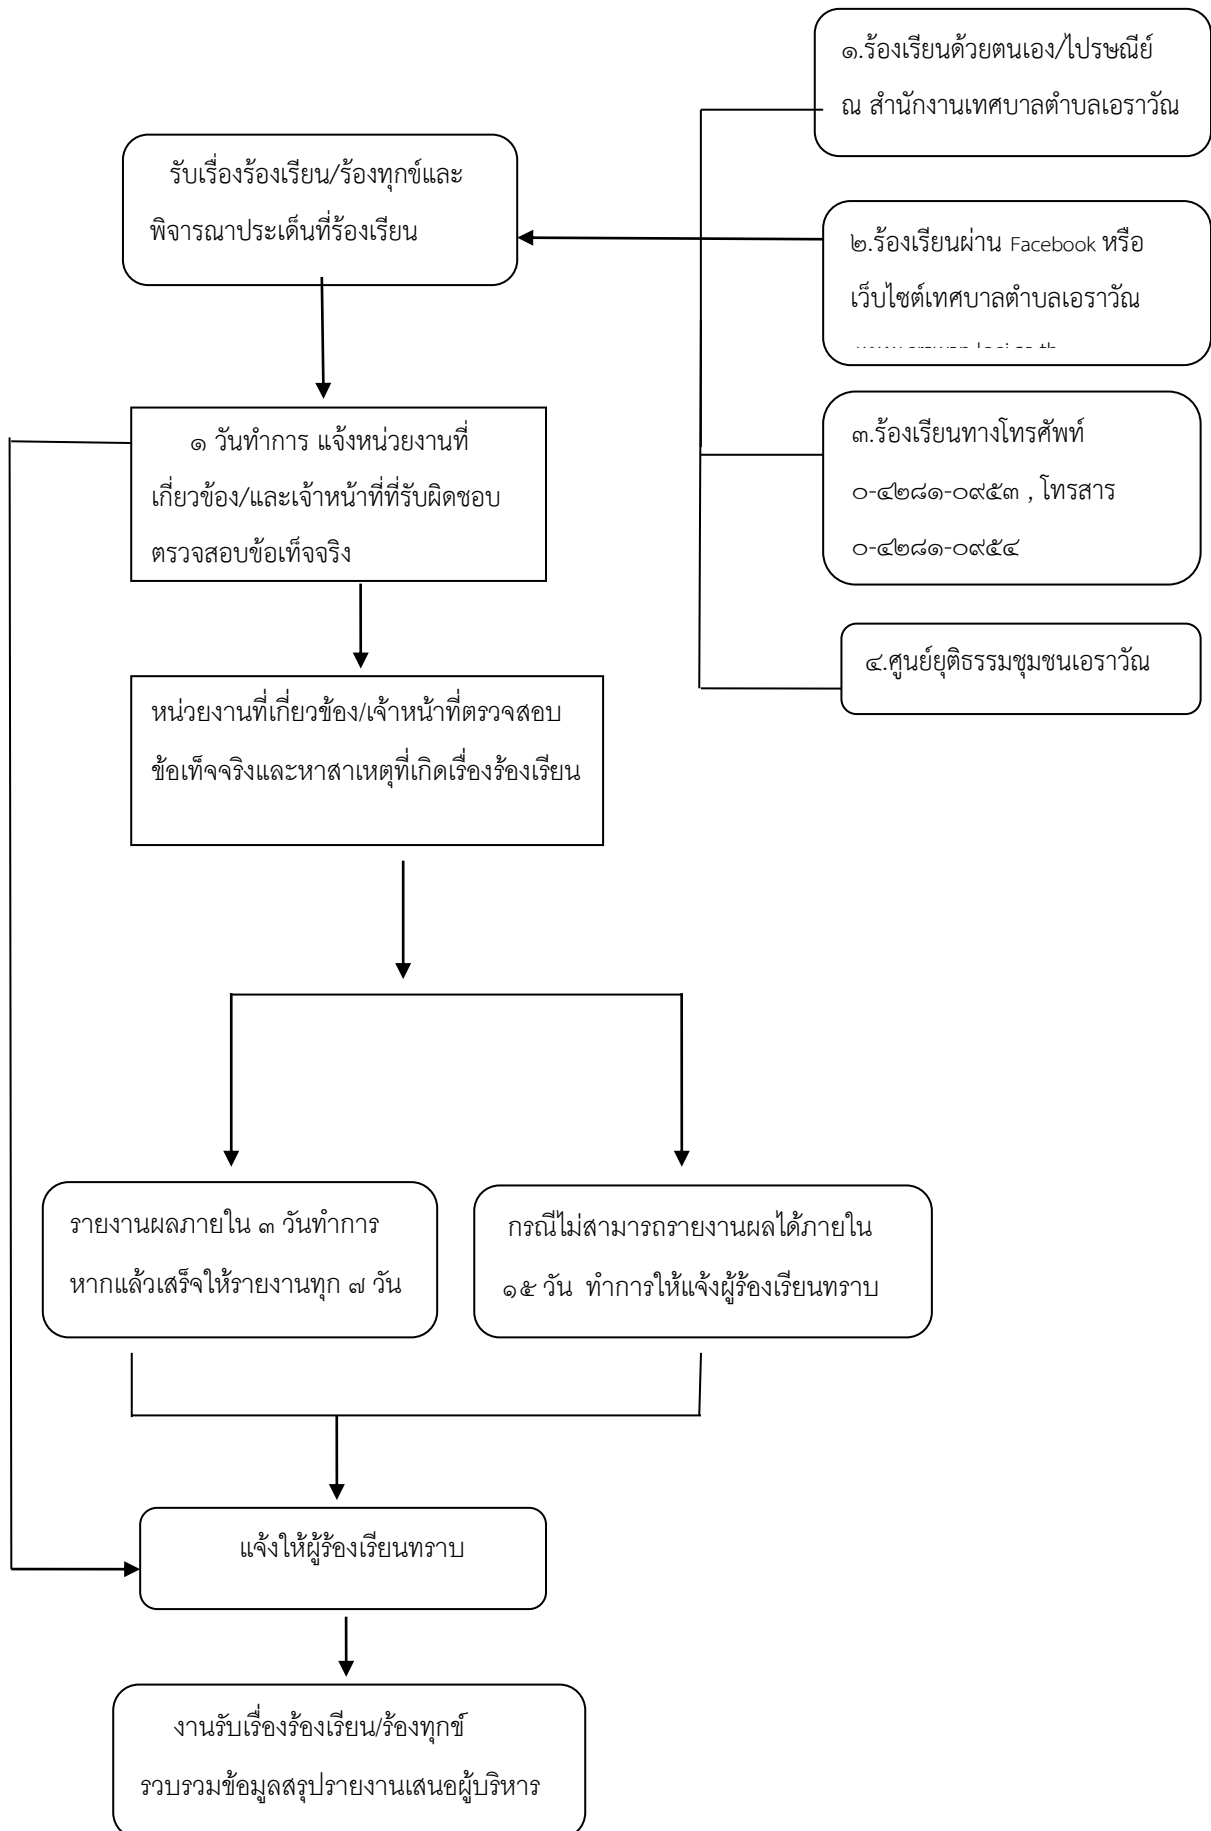 ๑.ร้องเรียนด้วยตนเอง/ไปรษณีย์
ณ สำนักงานเทศบาลตำบลเอราวัณ
รับเรื่องร้องเรียน/ร้องทุกข์และ
พิจารณาประเด็นที่ร้องเรียน
๒.ร้องเรียนผ่าน Facebook หรือ
เว็บไซต์เทศบาลตำบลเอราวัณ
๑ วันทำการ แจ้งหน่วยงานที่
เกี่ยวข้อง/และเจ้าหน้าที่ที่รับผิดชอบ
ตรวจสอบข้อเท็จจริง
๓.ร้องเรียนทางโทรศัพท์
๐-๔๒๘๑-๐๙๕๓ , โทรสาร
๐-๔๒๘๑-๐๙๕๔
๔.ศูนย์ยุติธรรมชุมชนเอราวัณ
หน่วยงานที่เกี่ยวข้อง/เจ้าหน้าที่ตรวจสอบ
ข้อเท็จจริงและหาสาเหตุที่เกิดเรื่องร้องเรียน
รายงานผลภายใน ๓ วันทำการ
หากแล้วเสร็จให้รายงานทุก ๗ วัน
กรณีไม่สามารถรายงานผลได้ภายใน
๑๕ วัน ทำการให้แจ้งผู้ร้องเรียนทราบ
แจ้งให้ผู้ร้องเรียนทราบ
งานรับเรื่องร้องเรียน/ร้องทุกข์
รวบรวมข้อมูลสรุปรายงานเสนอผู้บริหาร